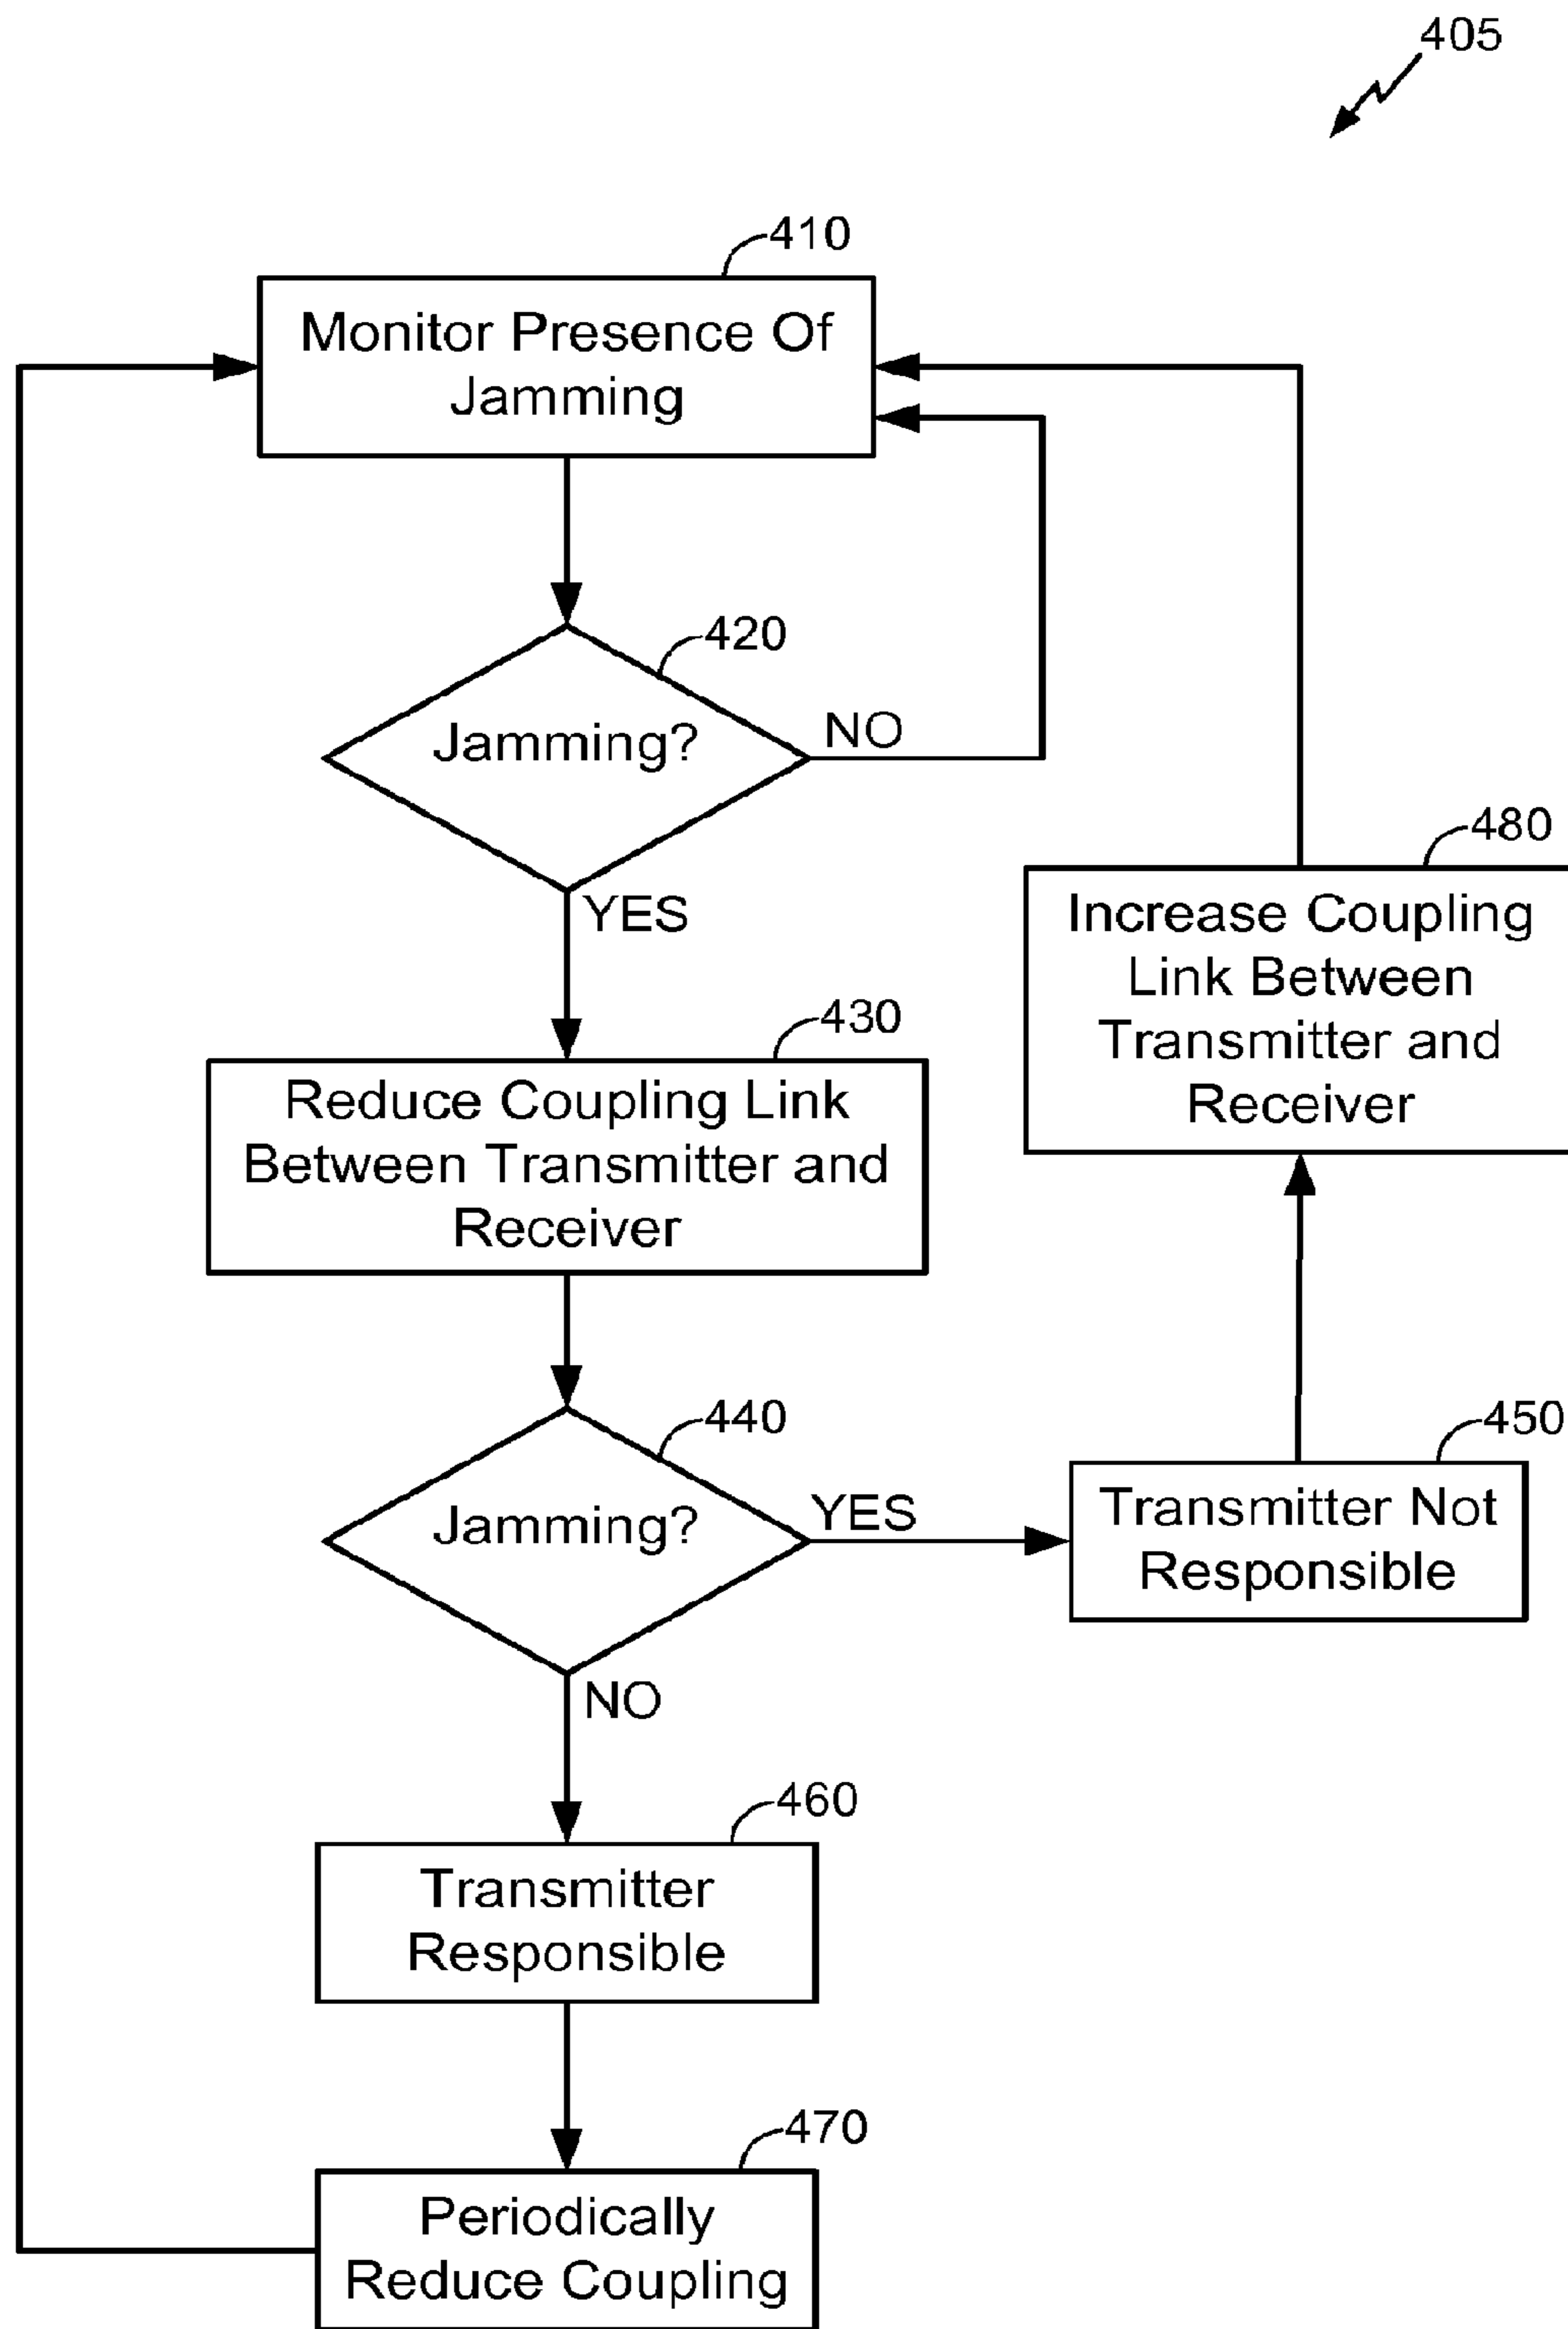 405
410
Monitor Presence Of
Jamming
420
Jamming?
NO
YES
480
Increase Coupling
Link Between
Transmitter and
Receiver
430
Reduce Coupling Link
Between Transmitter and
Receiver
440
Jamming?
YES
450
Transmitter Not
Responsible
NO
460
Transmitter
Responsible
470
Periodically
Reduce Coupling